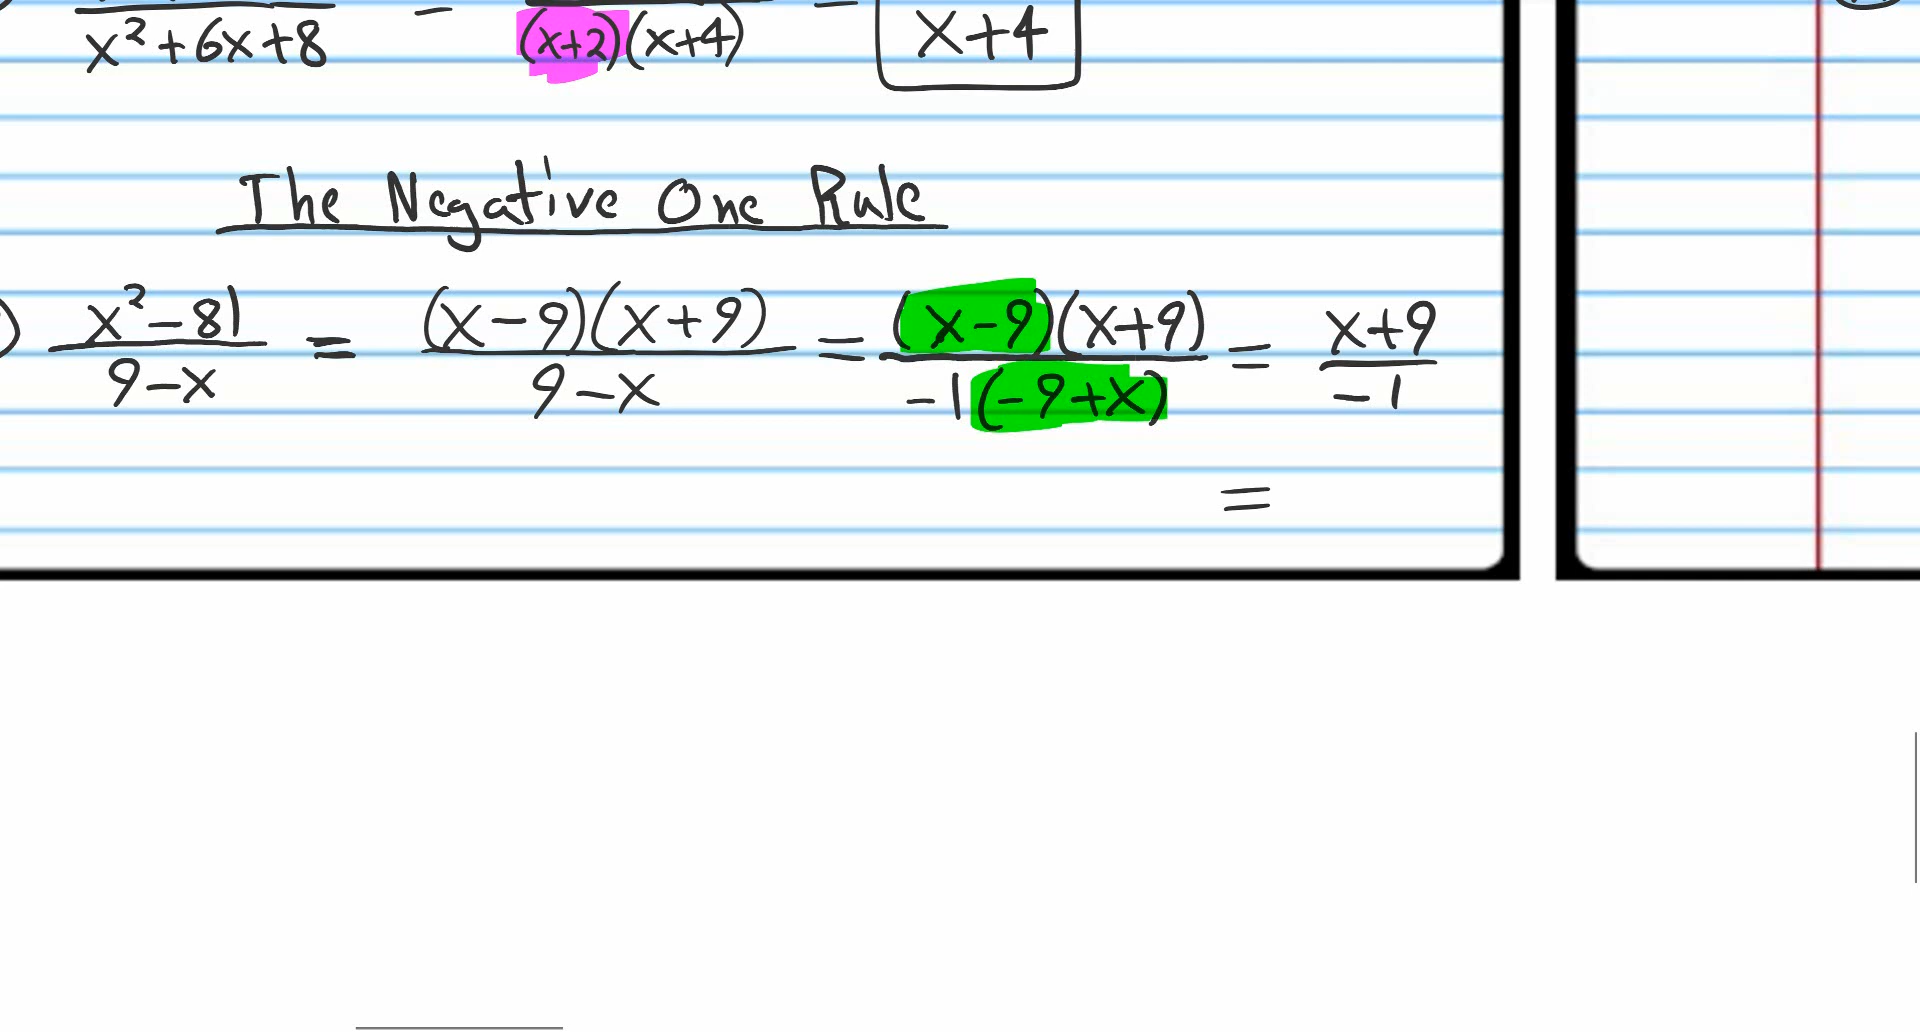 x²+6x+8 = (x+2)(x+4) = x+4
The Negative One Rule
) x²-81 / 9-x = (x-9)(x+9) / 9-x = (x-9)(x+9) / -1(-9+x) = x+9 / -1
=